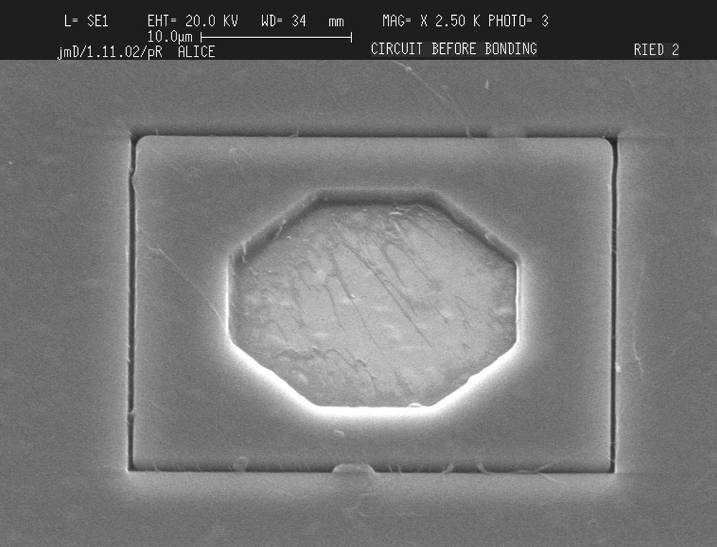 L= SE1 EHT= 20.0 KV WD= 34 mm MAG= X 2.50 K PHOTO= 3
10.0µm
jmD/1.11.02/pR ALICE CIRCUIT BEFORE BONDING RIED 2